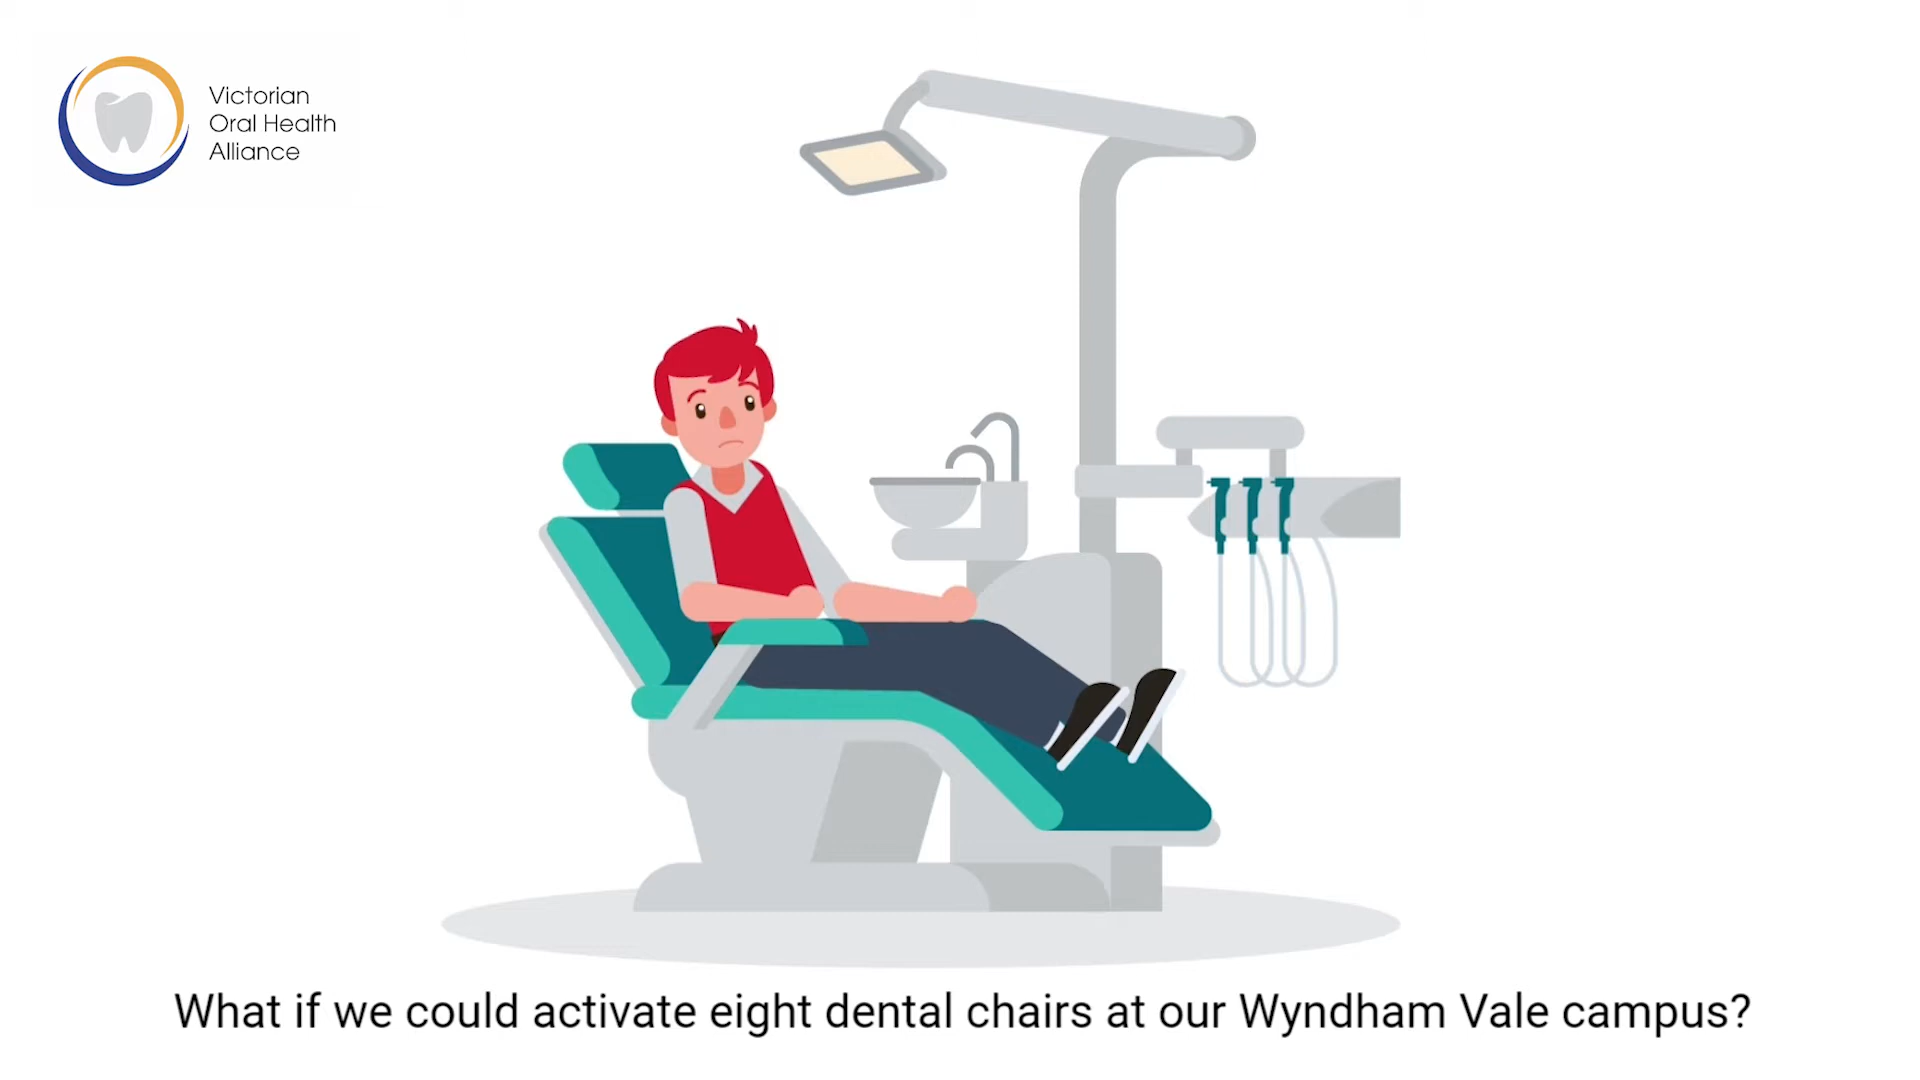 Victorian
Oral Health
Alliance
What if we could activate eight dental chairs at our Wyndham Vale campus?